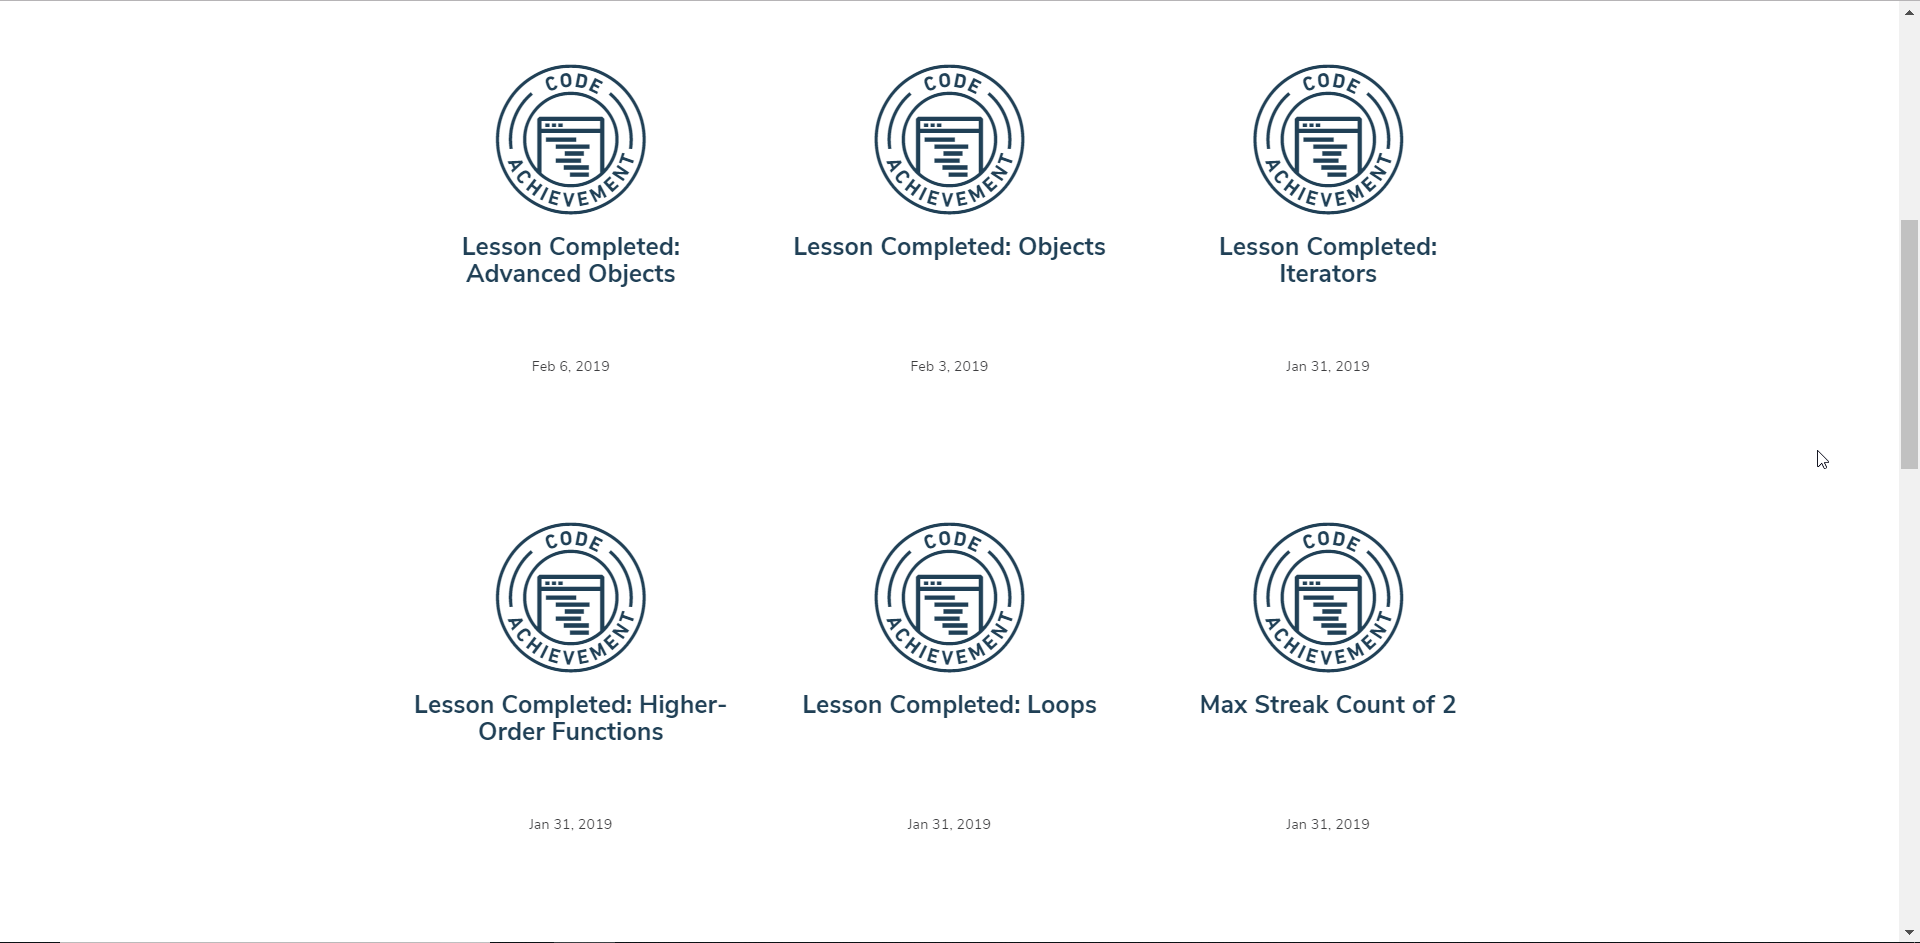 CODE
ACHIEVEMENT
Lesson Completed:
Advanced Objects
Feb 6, 2019
CODE
ACHIEVEMENT
Lesson Completed: Objects
Feb 3, 2019
CODE
ACHIEVEMENT
Lesson Completed:
Iterators
Jan 31, 2019
CODE
ACHIEVEMENT
Lesson Completed: Higher-
Order Functions
Jan 31, 2019
CODE
ACHIEVEMENT
Lesson Completed: Loops
Jan 31, 2019
CODE
ACHIEVEMENT
Max Streak Count of 2
Jan 31, 2019